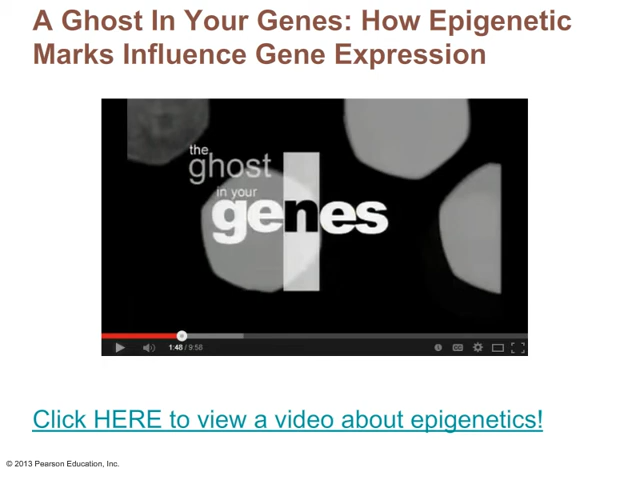 A Ghost In Your Genes: How Epigenetic
Marks Influence Gene Expression
the
ghost
in your
genes
1:48 / 9:58
CC
Click HERE to view a video about epigenetics!
© 2013 Pearson Education, Inc.